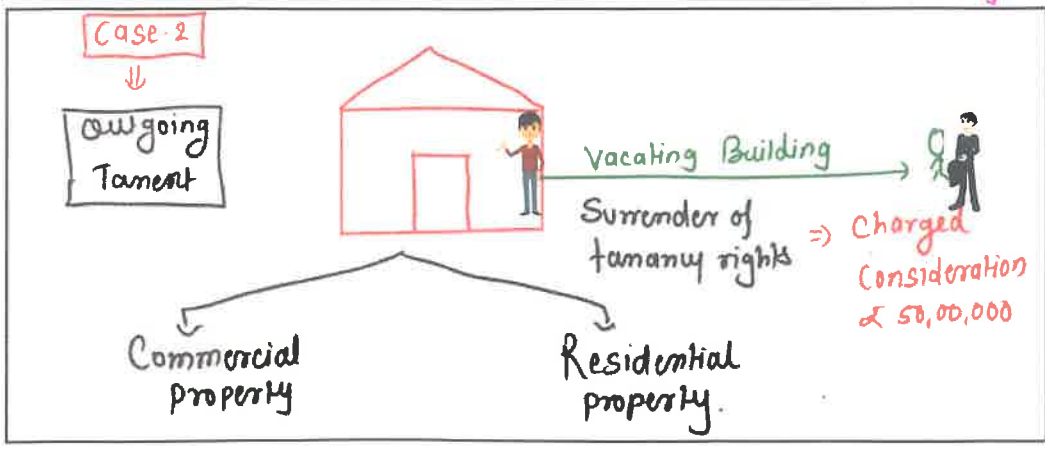 Case-2
Outgoing
Tanent
Vacating Building
Surrender of
tanancy rights
=> Charged
Consideration
₹ 50,00,000
Commercial
property
Residential
property.